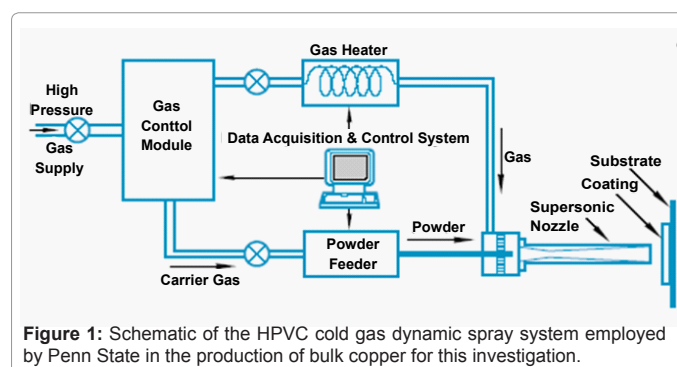 Gas Heater
High
Pressure
Gas
Supply
Gas
Conttol
Module
Data Acquisition & Control System
Gas
Substrate
Coating
Supersonic
Nozzle
Powder
Powder
Feeder
Carrier Gas
Figure 1: Schematic of the HPVC cold gas dynamic spray system employed
by Penn State in the production of bulk copper for this investigation.